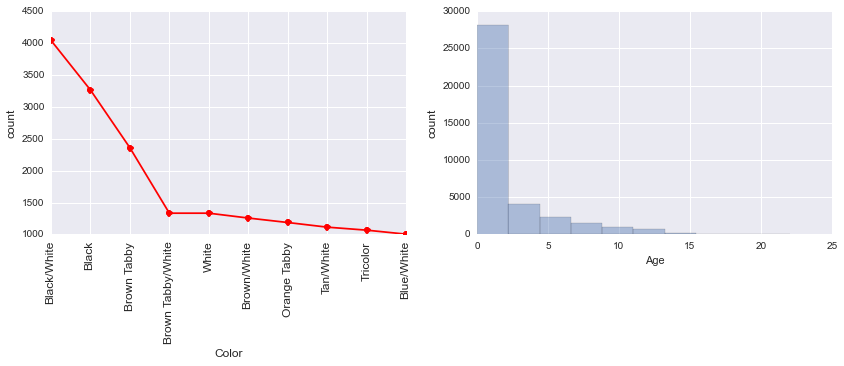 4500
4000
3500
3000
2500
2000
1500
1000
count
Black/White
Black
Brown Tabby
Brown Tabby/White
White
Brown/White
Orange Tabby
Tan/White
Tricolor
Blue/White
Color
30000
25000
20000
15000
10000
5000
0
count
0 5 10 15 20 25
Age